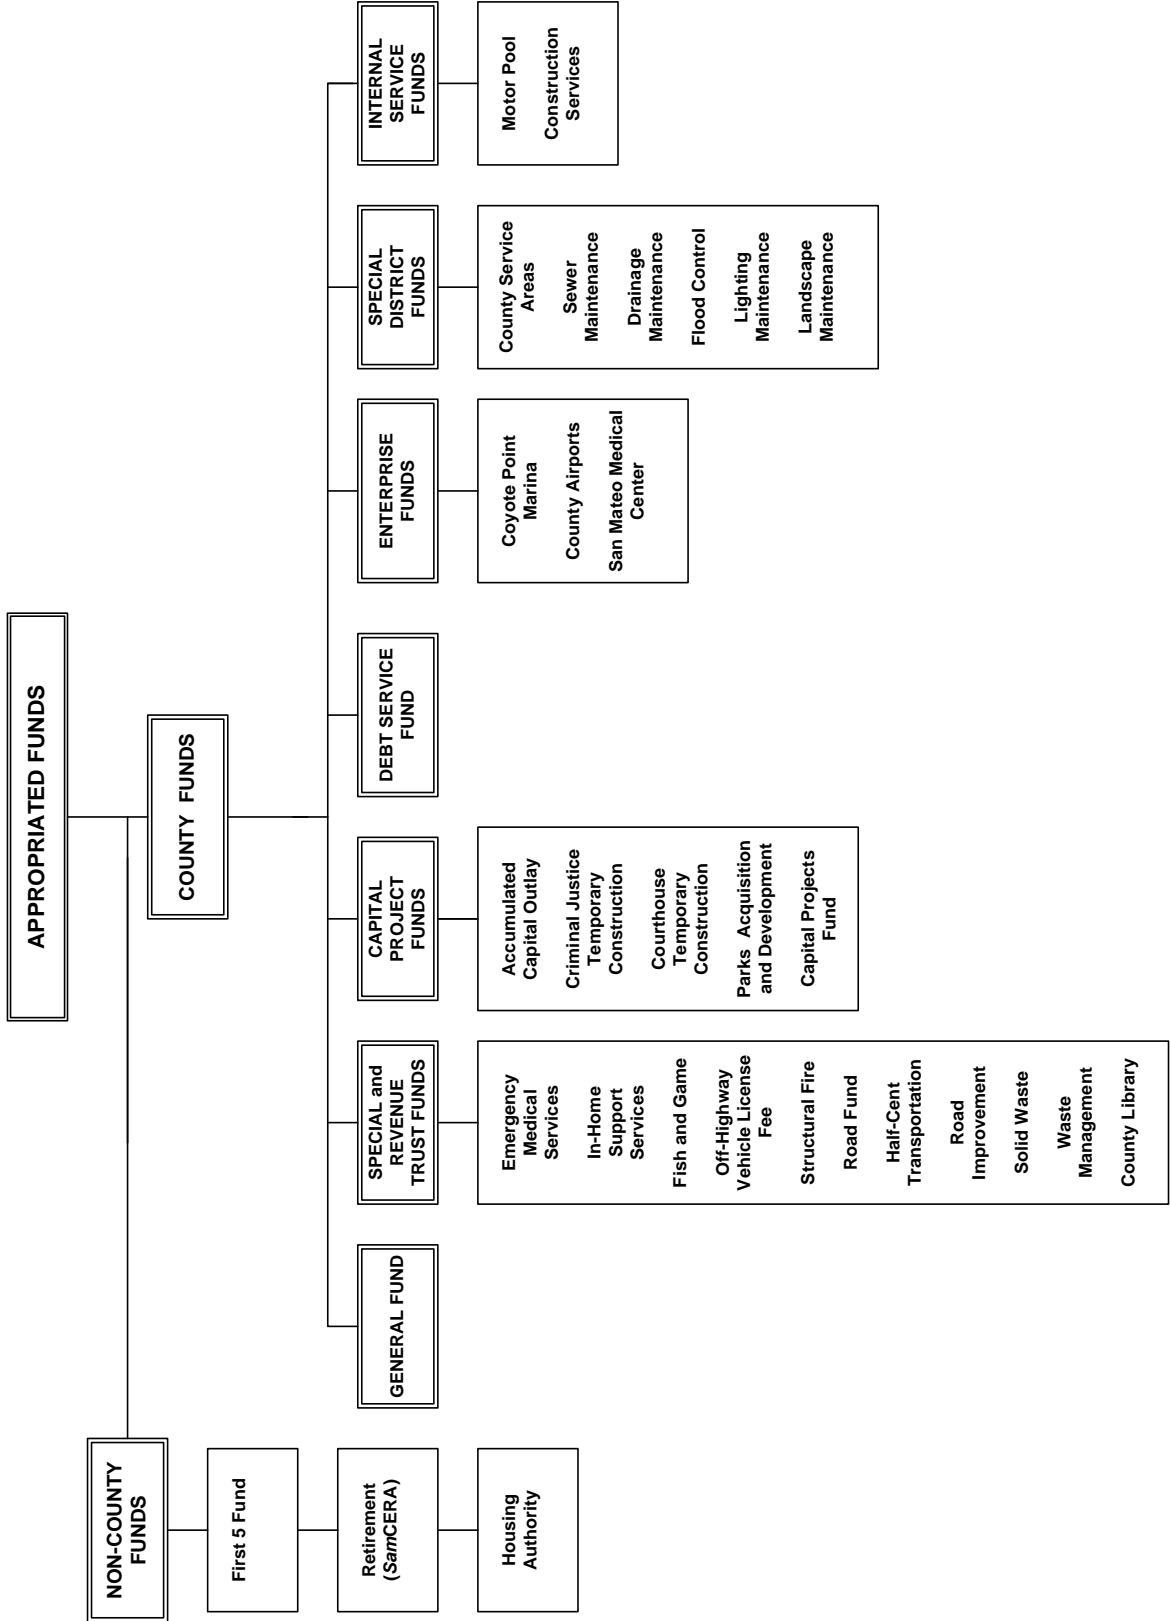 APPROPRIATED FUNDS
NON-COUNTY
FUNDS
First 5 Fund
Retirement
(SamCERA)
Housing
Authority
COUNTY FUNDS
GENERAL FUND
SPECIAL and
REVENUE
TRUST FUNDS
Emergency
Medical
Services
In-Home
Support
Services
Fish and Game
Off-Highway
Vehicle License
Fee
Structural Fire
Road Fund
Half-Cent
Transportation
Road
Improvement
Solid Waste
Waste
Management
County Library
CAPITAL
PROJECT
FUNDS
Accumulated
Capital Outlay
Criminal Justice
Temporary
Construction
Courthouse
Temporary
Construction
Parks Acquisition
and Development
Capital Projects
Fund
DEBT SERVICE
FUND
ENTERPRISE
FUNDS
Coyote Point
Marina
County Airports
San Mateo Medical
Center
SPECIAL
DISTRICT
FUNDS
County Service
Areas
Sewer
Maintenance
Drainage
Maintenance
Flood Control
Lighting
Maintenance
Landscape
Maintenance
INTERNAL
SERVICE
FUNDS
Motor Pool
Construction
Services